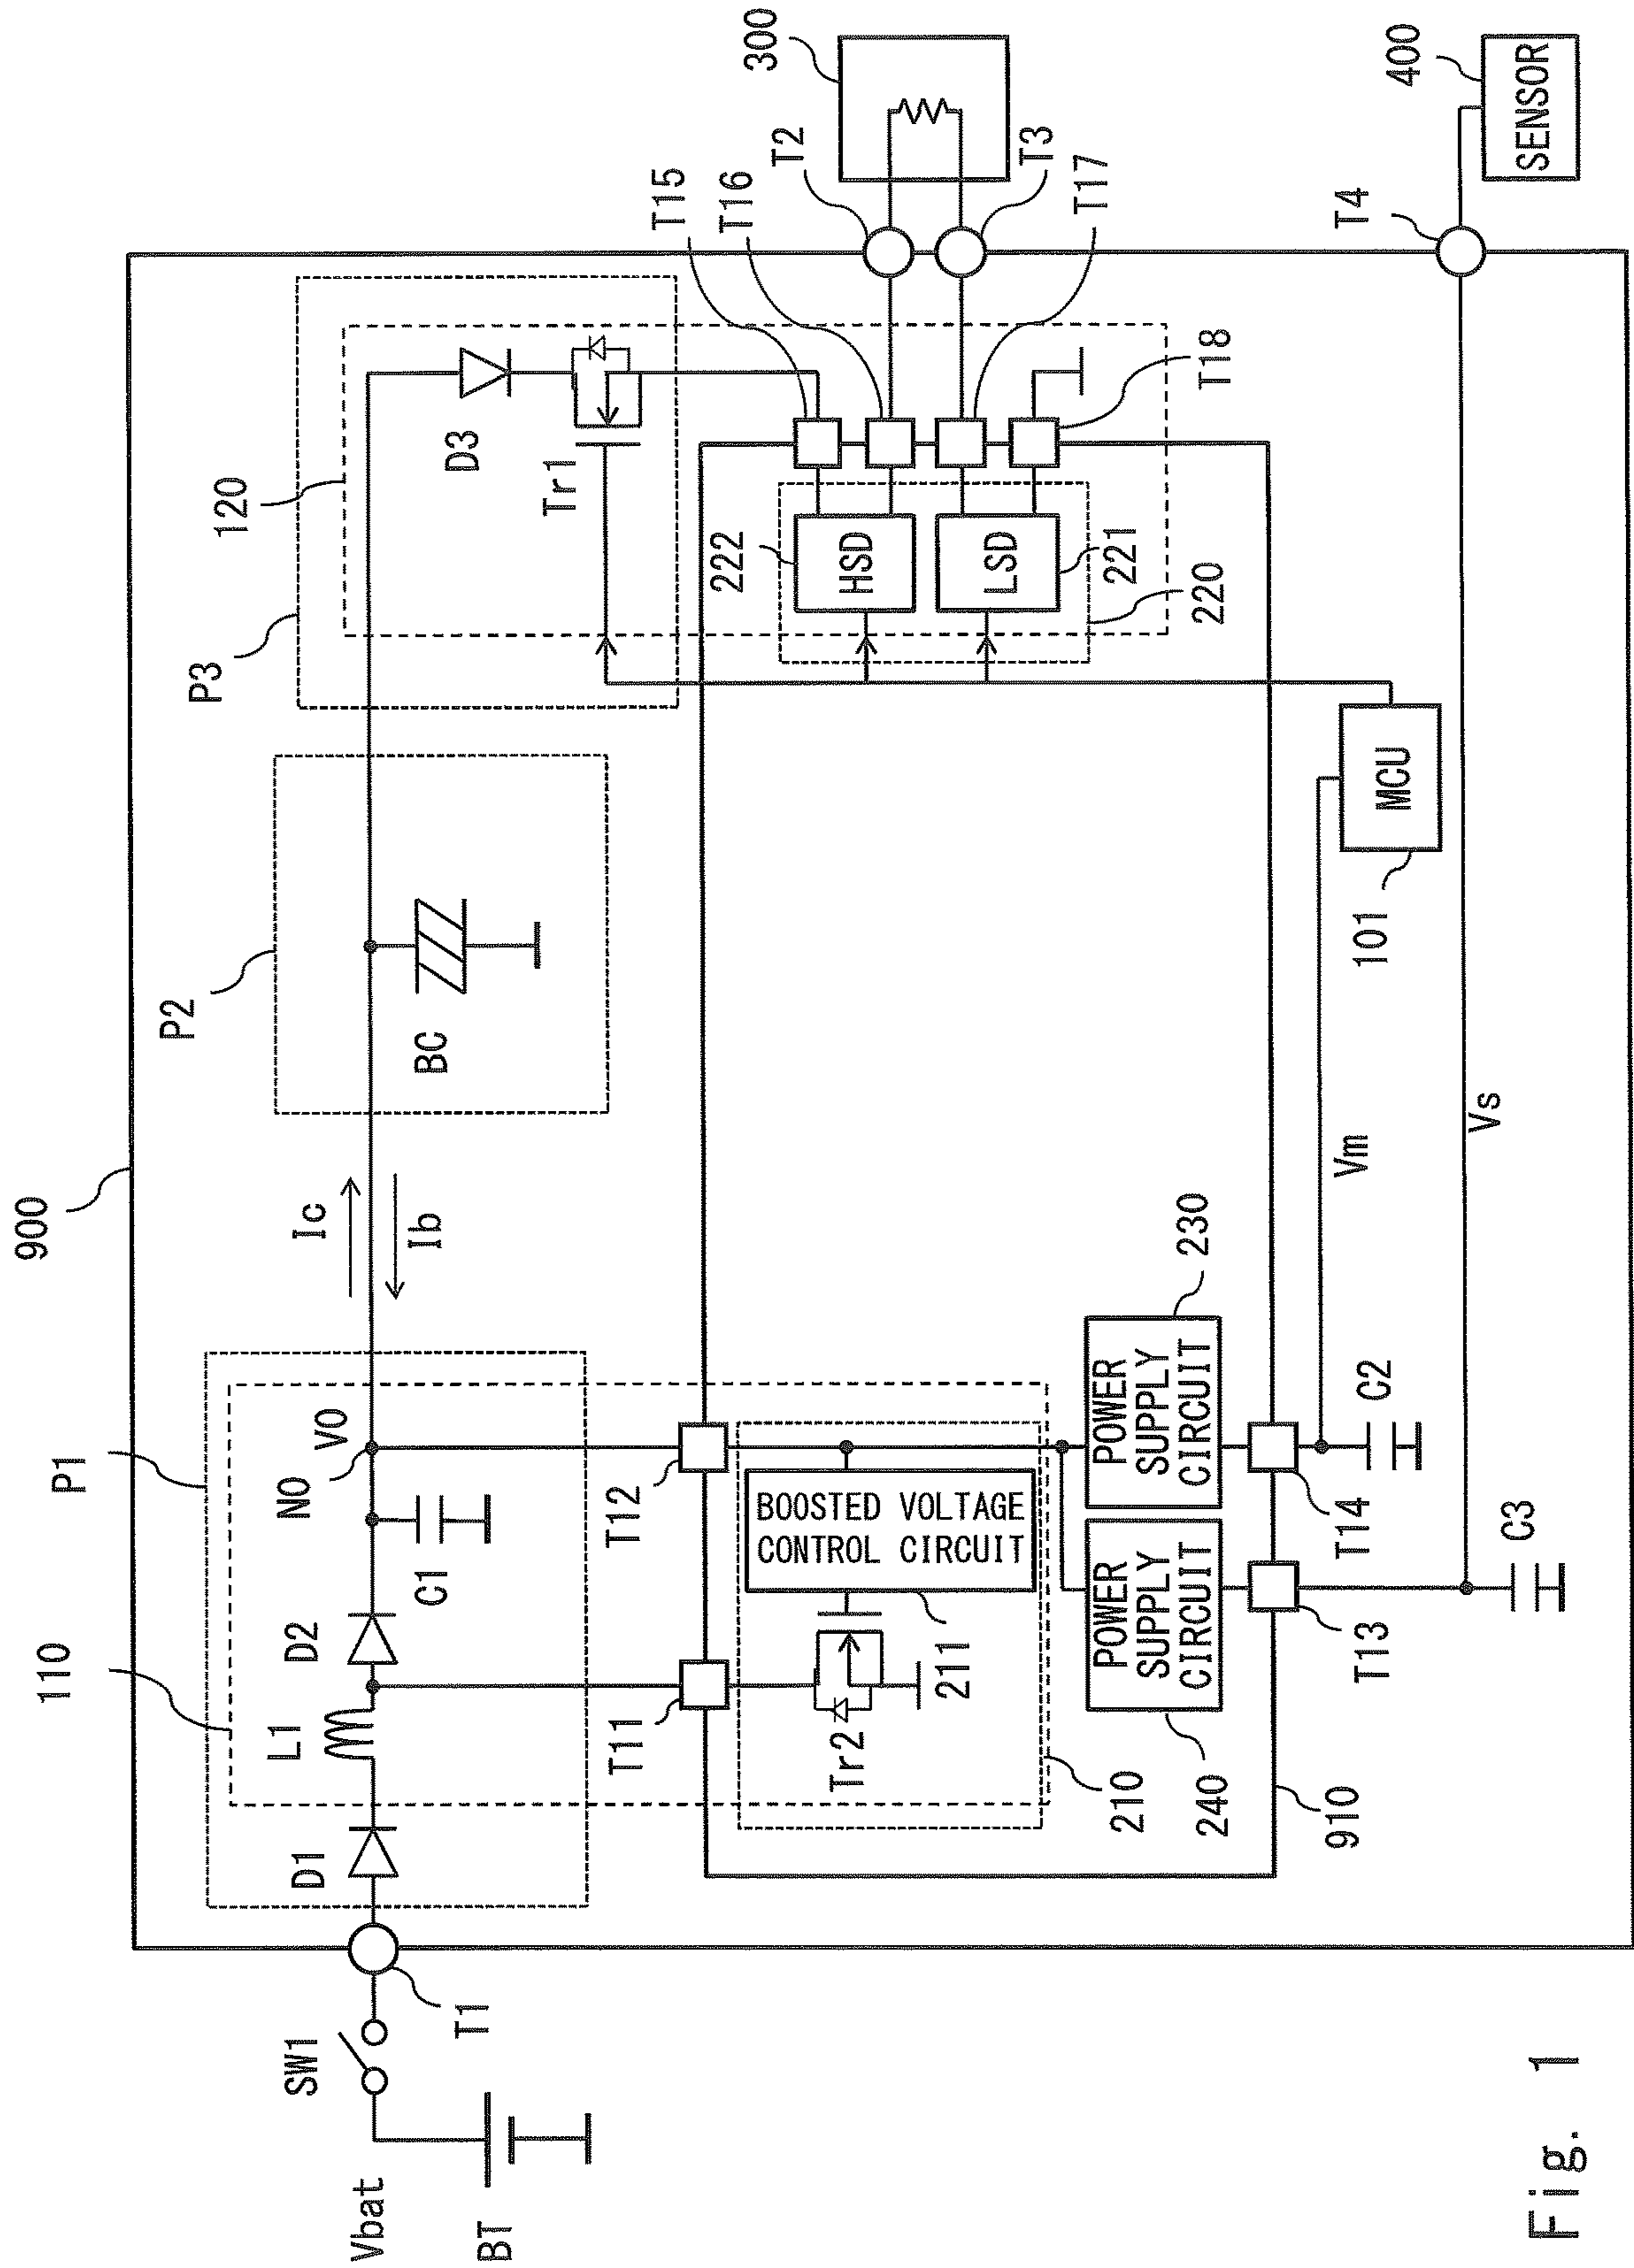 900
P1
P2
P3
110
120
Ic
Ib
NO
VO
L1
D1
D2
C1
BC
D3
Tr1
SW1
T1
Vbat
BT
T11
T12
T15
T16
T2
300
T3
T17
T18
222
HSD
LSD
221
220
BOOSTED VOLTAGE
CONTROL CIRCUIT
211
Tr2
210
POWER
SUPPLY
CIRCUIT
230
POWER
SUPPLY
CIRCUIT
240
910
T13
T14
C2
C3
Vm
Vs
MCU
101
T4
400
SENSOR
Fig. 1